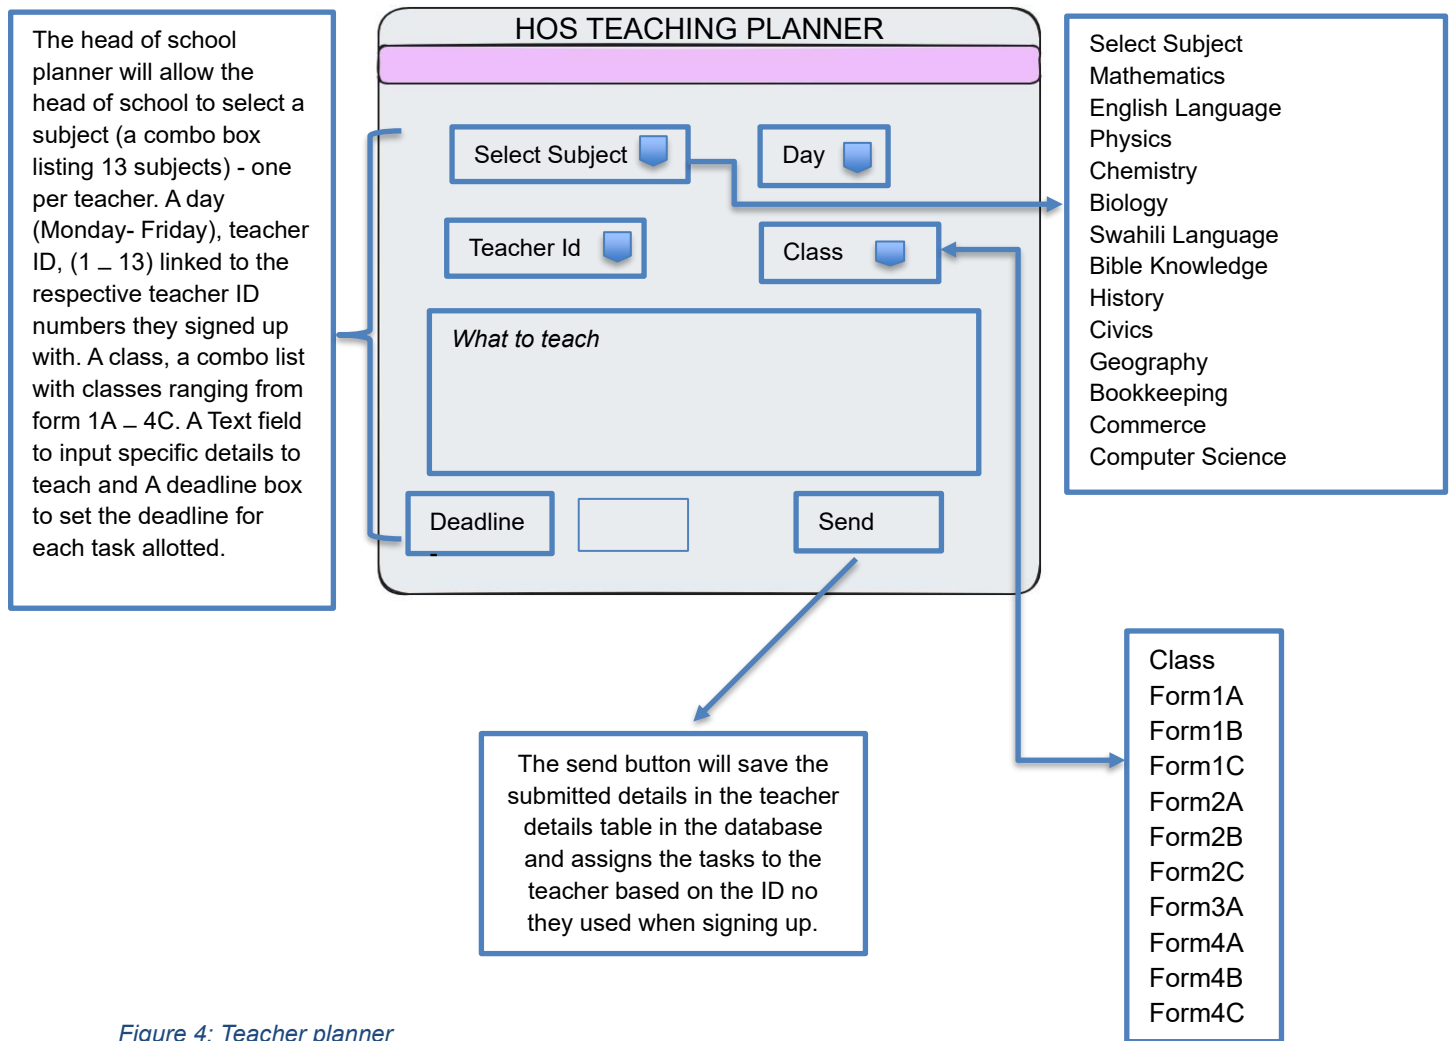 The head of school
planner will allow the
head of school to select a
subject (a combo box
listing 13 subjects) - one
per teacher. A day
(Monday- Friday), teacher
ID, (1 – 13) linked to the
respective teacher ID
numbers they signed up
with. A class, a combo list
with classes ranging from
form 1A – 4C. A Text field
to input specific details to
teach and A deadline box
to set the deadline for
each task allotted.
HOS TEACHING PLANNER
Select Subject
Day
Teacher Id
Class
What to teach
Deadline
-
Send
Select Subject
Mathematics
English Language
Physics
Chemistry
Biology
Swahili Language
Bible Knowledge
History
Civics
Geography
Bookkeeping
Commerce
Computer Science
The send button will save the
submitted details in the teacher
details table in the database
and assigns the tasks to the
teacher based on the ID no
they used when signing up.
Class
Form1A
Form1B
Form1C
Form2A
Form2B
Form2C
Form3A
Form4A
Form4B
Form4C
Figure 4: Teacher planner